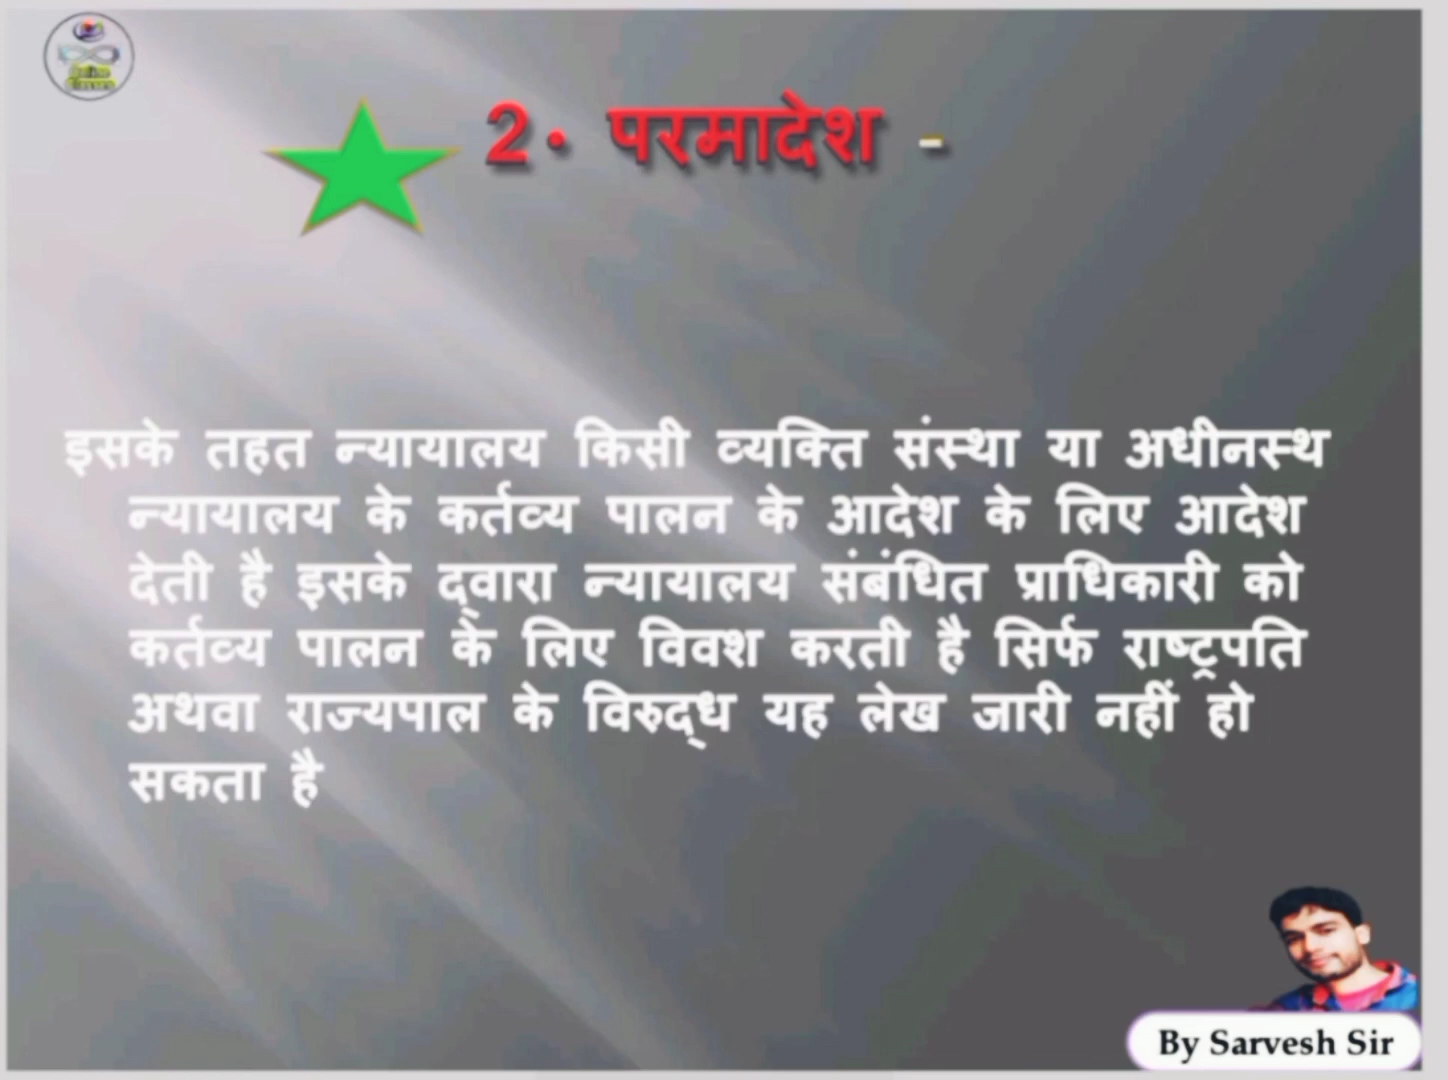 2. परमादेश -
इसके तहत न्यायालय किसी व्यक्ति संस्था या अधीनस्थ
न्यायालय के कर्तव्य पालन के आदेश के लिए आदेश
देती है इसके द्वारा न्यायालय संबंधित प्राधिकारी को
कर्तव्य पालन के लिए विवश करती है सिर्फ राष्ट्रपति
अथवा राज्यपाल के विरुद्ध यह लेख जारी नहीं हो
सकता है
By Sarvesh Sir